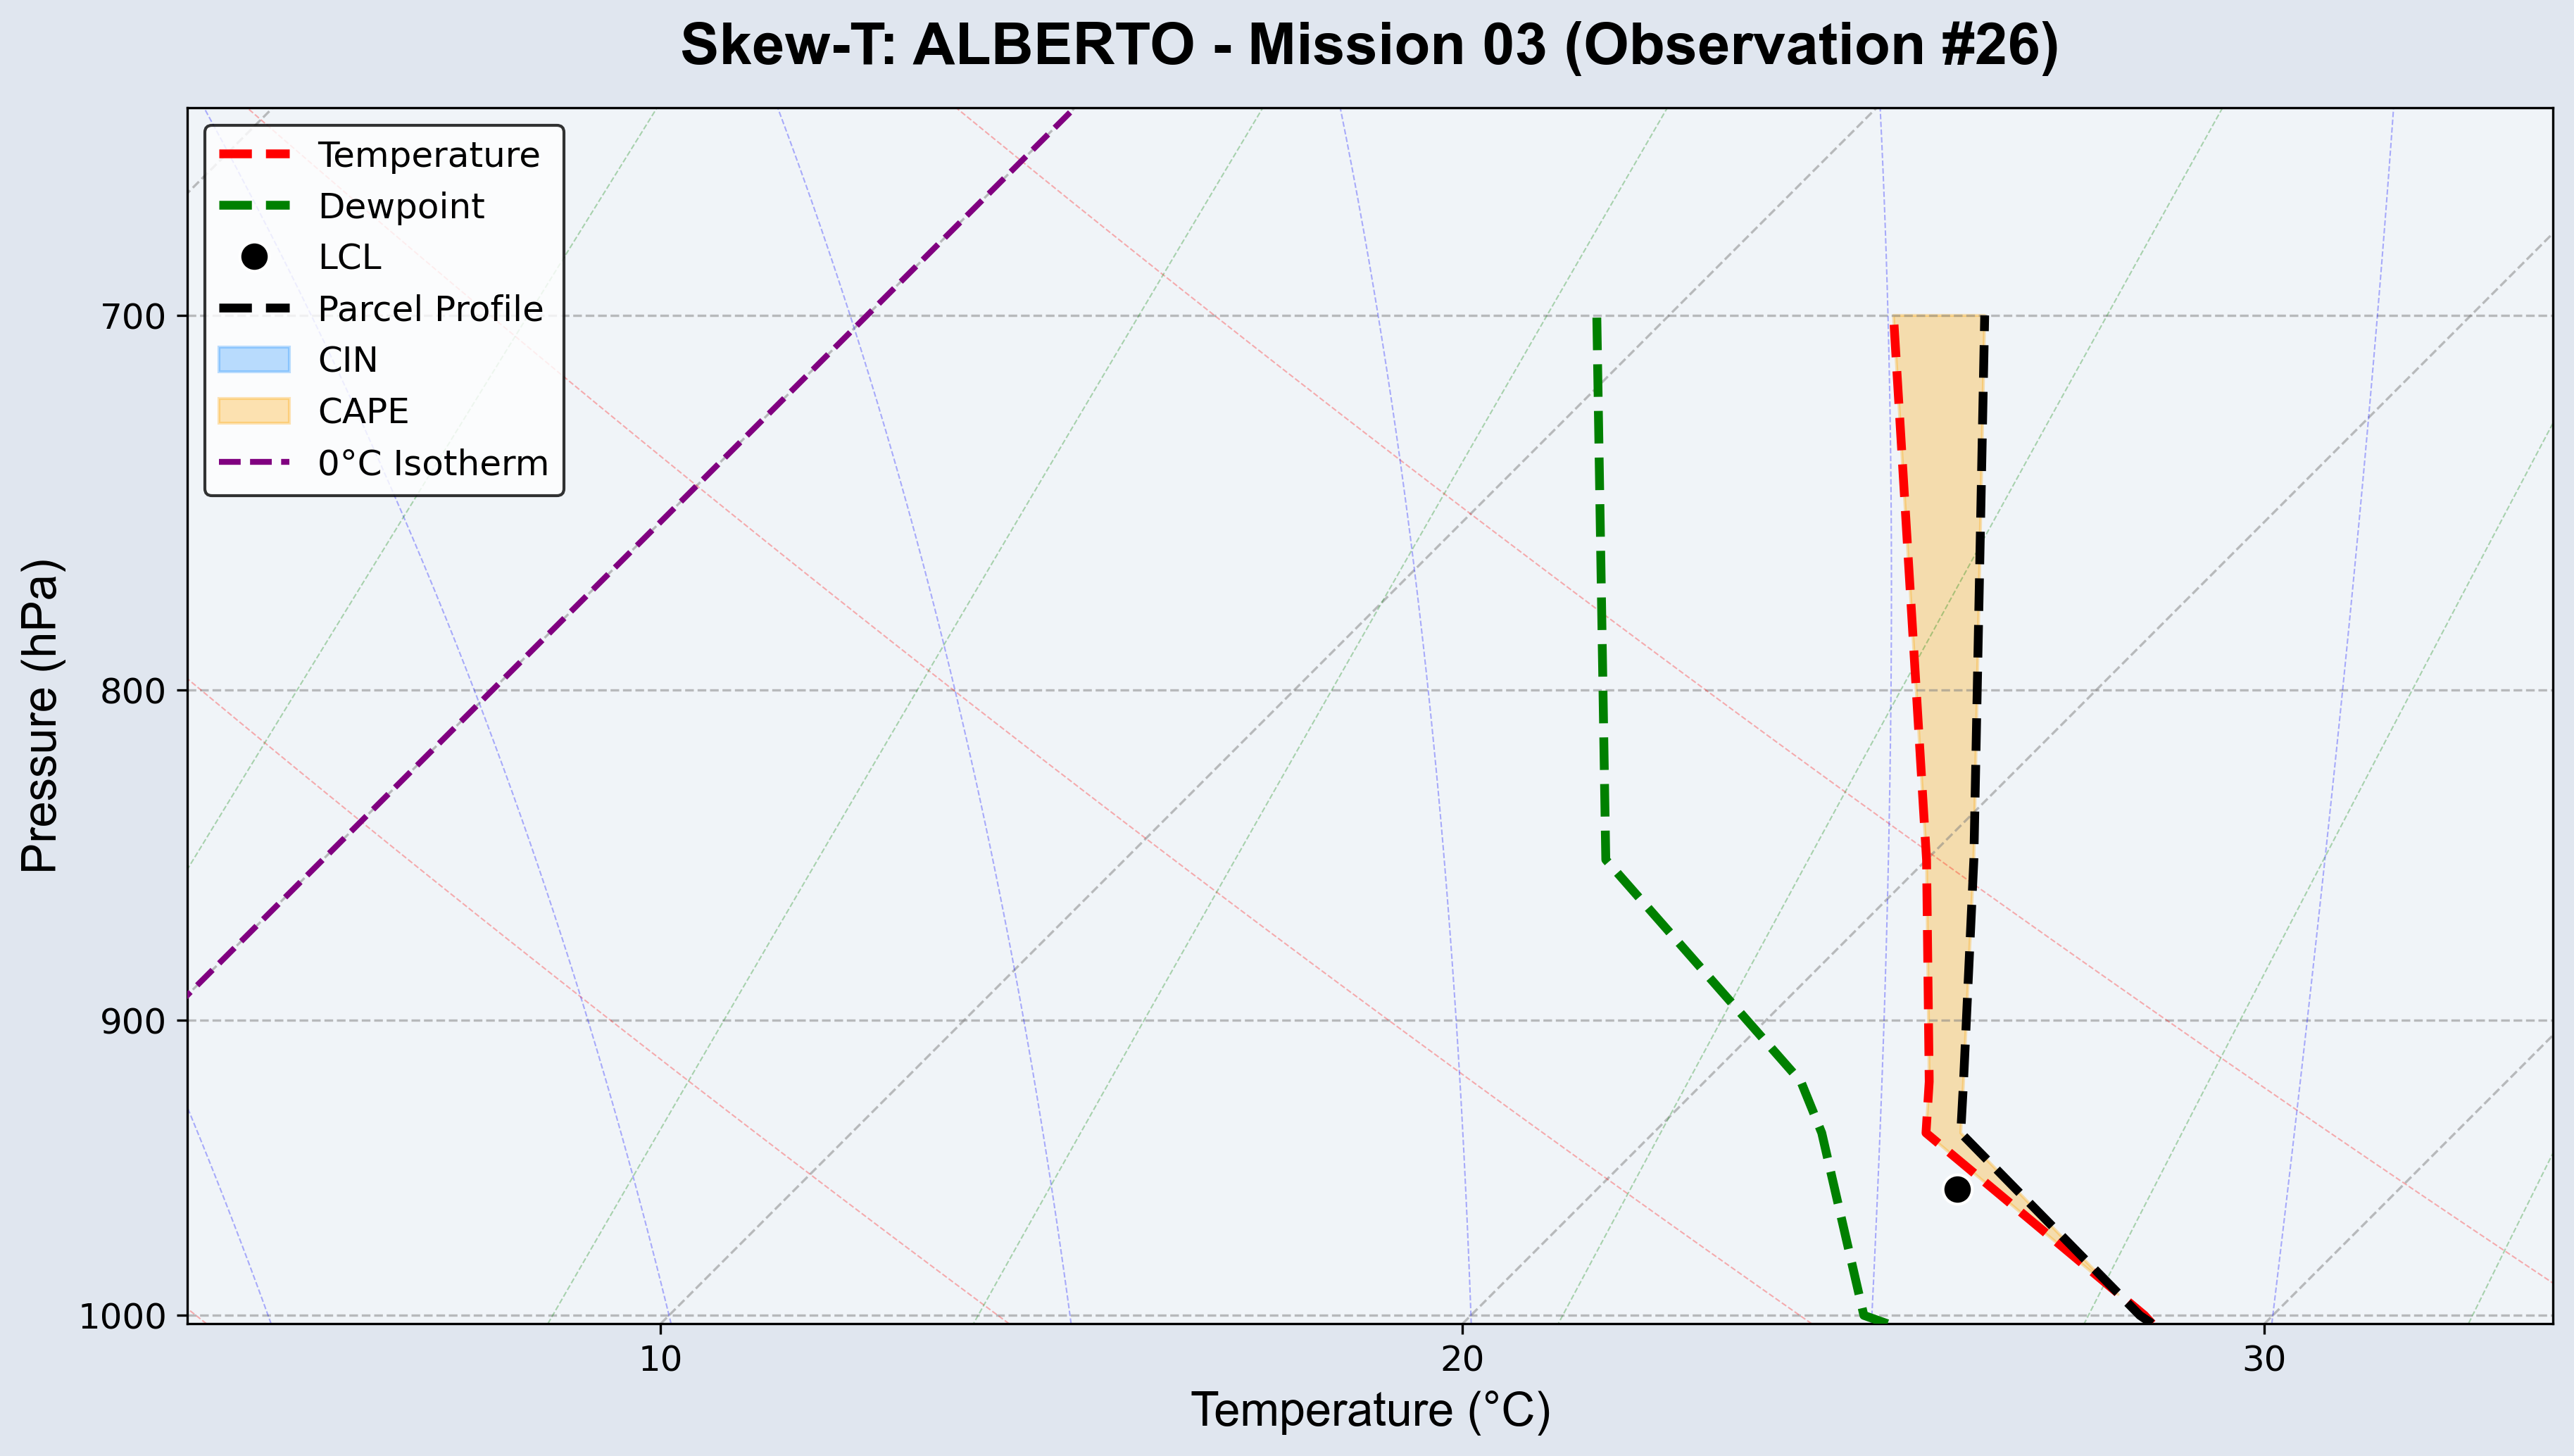 Skew-T: ALBERTO - Mission 03 (Observation #26)
Temperature
Dewpoint
LCL
Parcel Profile
CIN
CAPE
0°C Isotherm
Pressure (hPa)
700
800
900
1000
10
20
30
Temperature (°C)